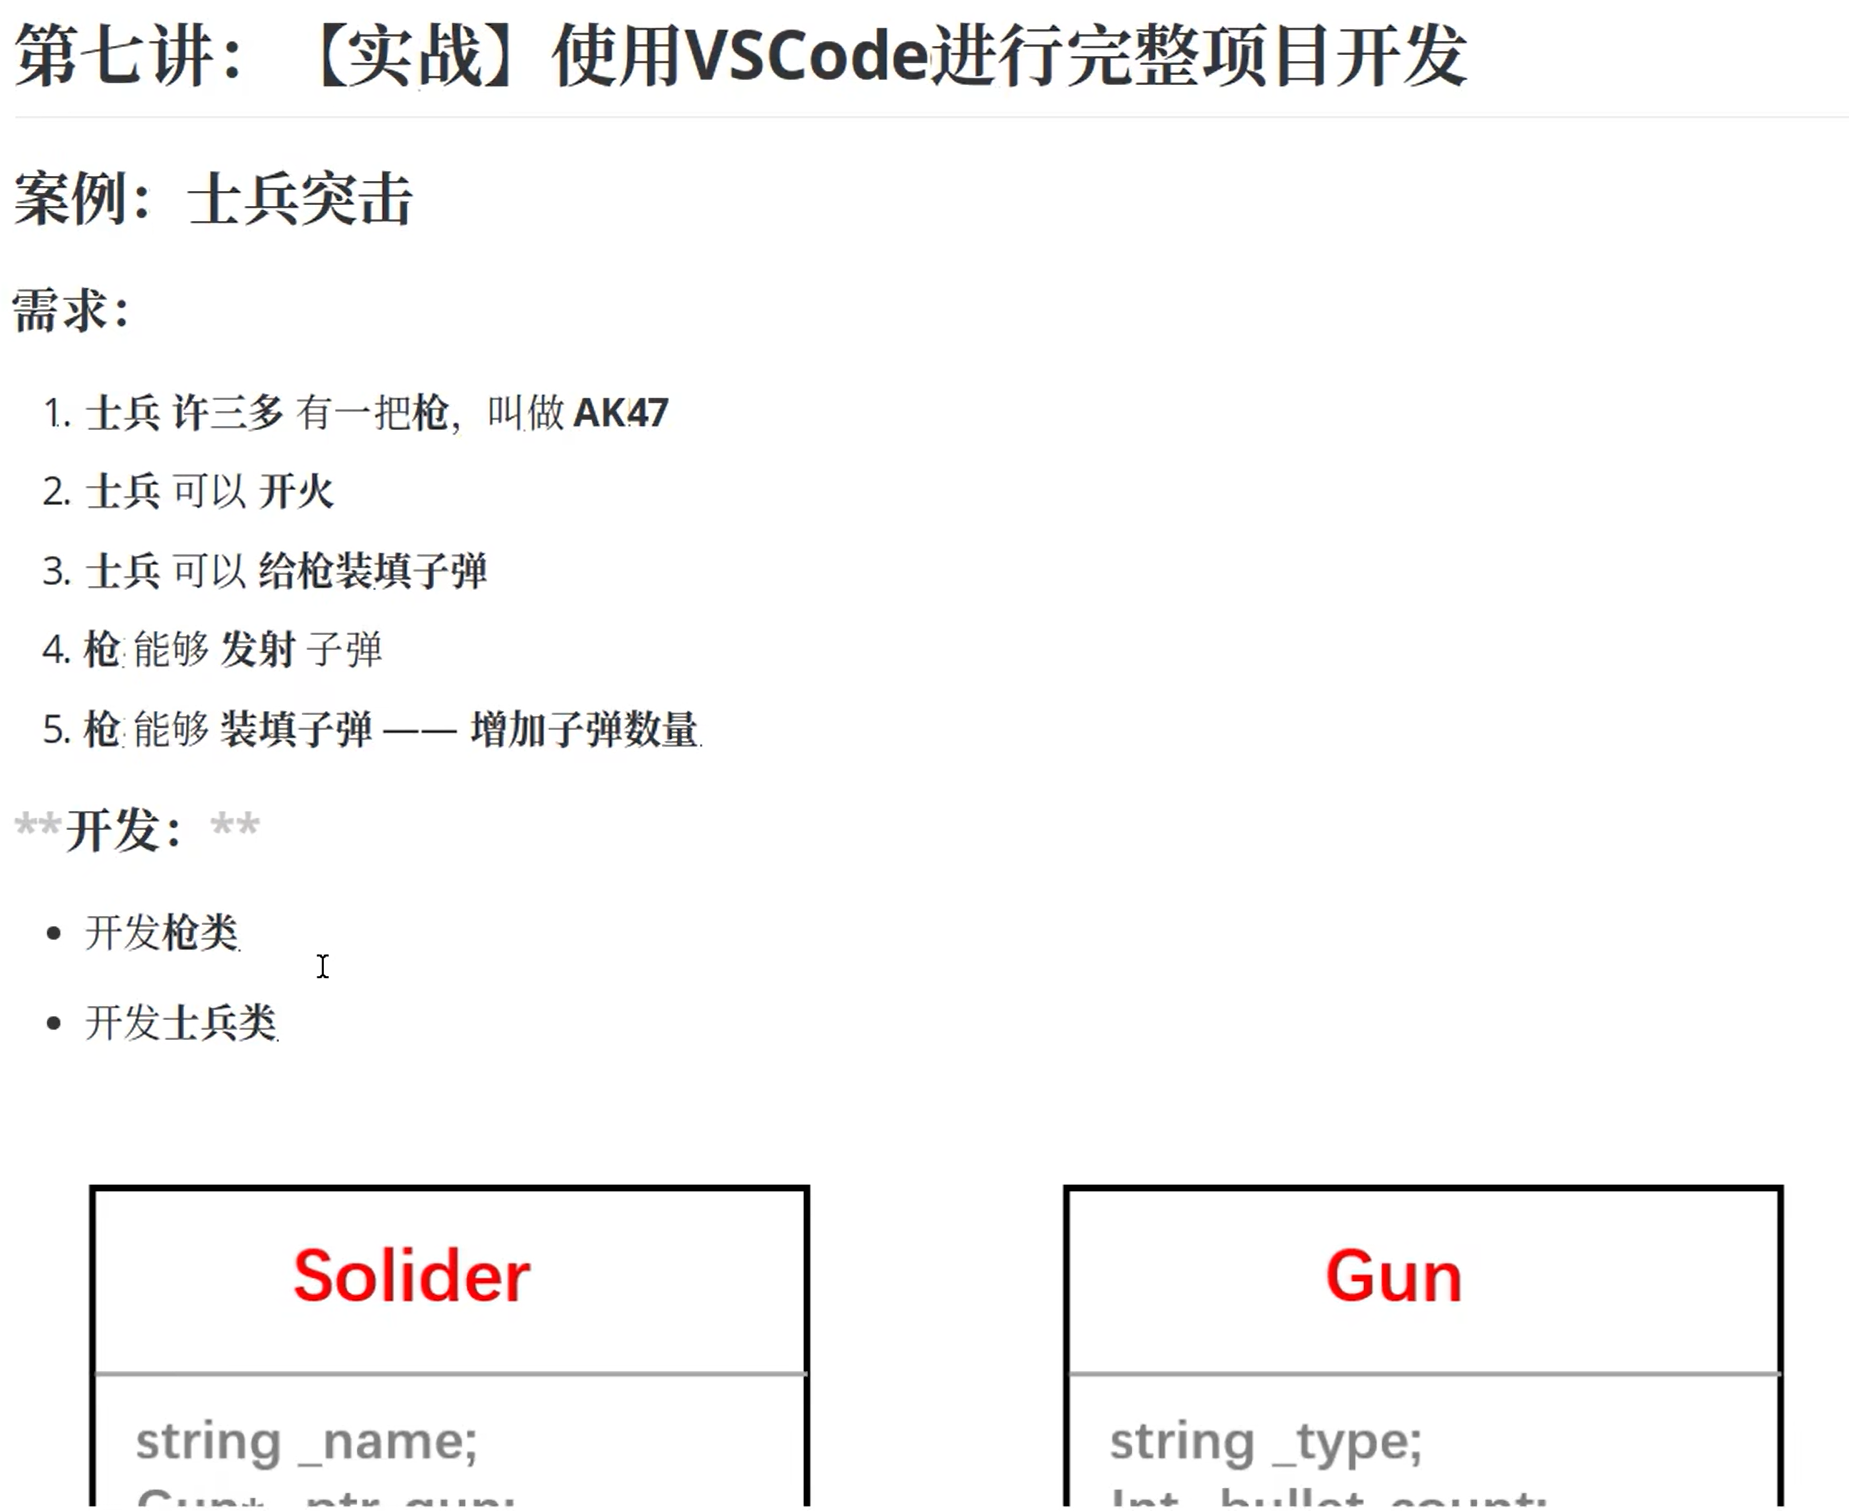 第七讲：【实战】使用VSCode进行完整项目开发
案例：士兵突击
需求：
1. 士兵 许三多 有一把枪，叫做 AK47
2. 士兵 可以 开火
3. 士兵 可以 给枪装填子弹
4. 枪 能够 发射 子弹
5. 枪 能够 装填子弹 —— 增加子弹数量
**开发：**
• 开发枪类
• 开发士兵类
Solider
Gun
string _name;
string _type;
Gun* _ptr_gun;
Int _bullet_count;